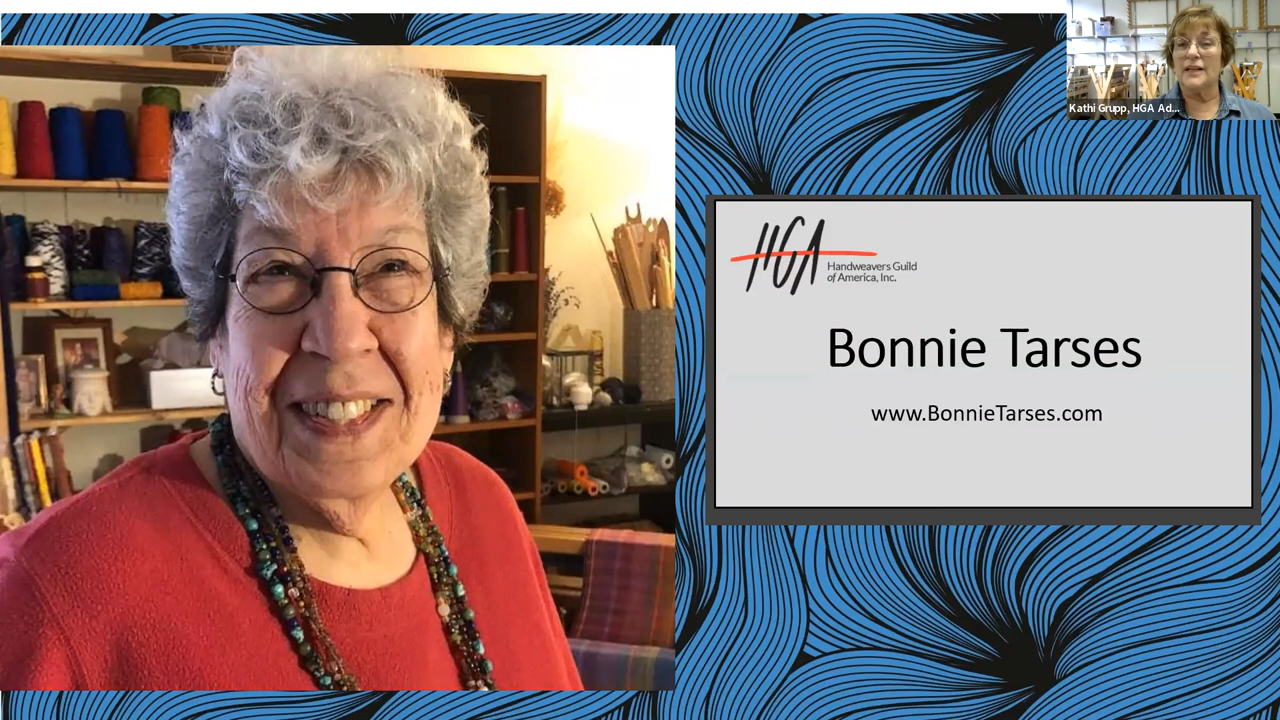 Kathi Grupp, HGA Ad...
HGA
Handweavers Guild
of America, Inc.
Bonnie Tarses
www.BonnieTarses.com